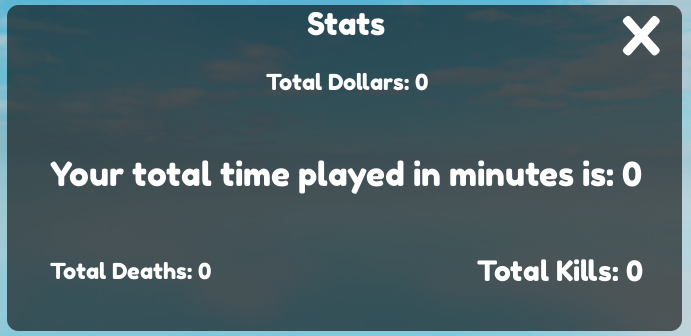 Stats
Total Dollars: 0
Your total time played in minutes is: 0
Total Deaths: 0
Total Kills: 0